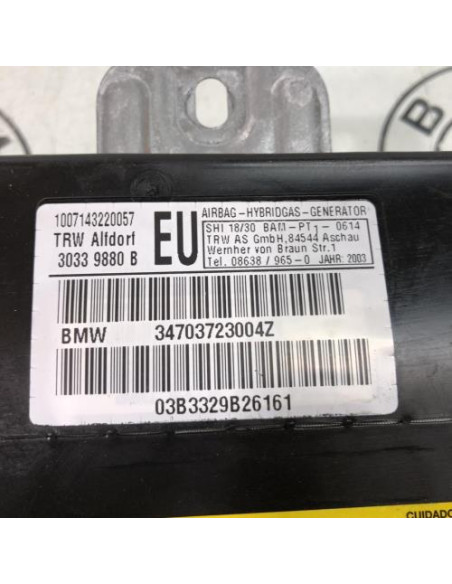 1007143220057
TRW Alfdorf
3033 9880 B
EU
AIRBAG-HYBRIDGAS-GENERATOR
SHI 18/30 BAM-PT1-0614
TRW AS GmbH,84544 Aschau
Wernher von Braun Str.1
Tel. 08638/965-0 JAHR: 2003
BMW 34703723004Z
03B3329B26161
CUIDADO
B